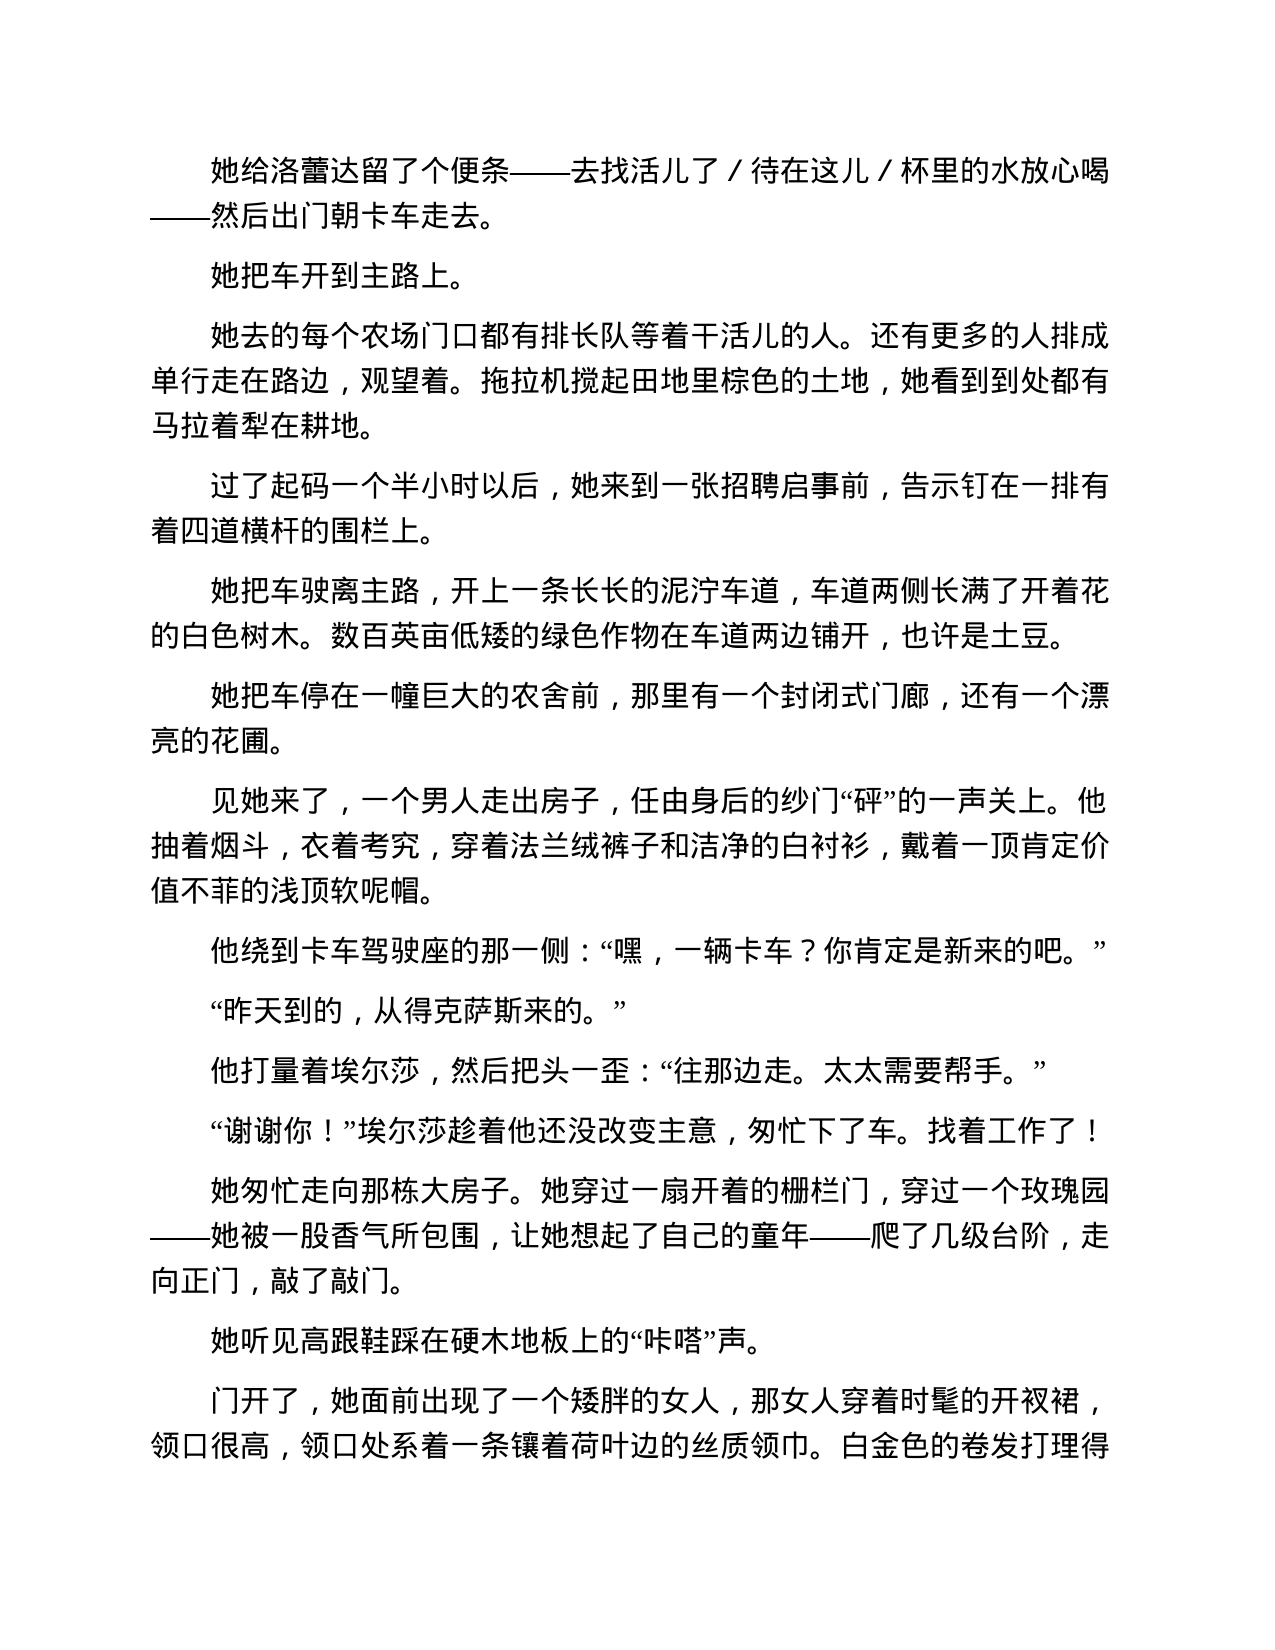 她给洛蕾达留了个便条——去找活儿了／待在这儿／杯里的水放心喝
——然后出门朝卡车走去。
她把车开到主路上。
她去的每个农场门口都有排长队等着干活儿的人。还有更多的人排成
单行走在路边，观望着。拖拉机搅起田地里棕色的土地，她看到到处都有
马拉着犁在耕地。
过了起码一个半小时以后，她来到一张招聘启事前，告示钉在一排有
着四道横杆的围栏上。
她把车驶离主路，开上一条长长的泥泞车道，车道两侧长满了开着花
的白色树木。数百英亩低矮的绿色作物在车道两边铺开，也许是土豆。
她把车停在一幢巨大的农舍前，那里有一个封闭式门廊，还有一个漂
亮的花圃。
见她来了，一个男人走出房子，任由身后的纱门“砰”的一声关上。他
抽着烟斗，衣着考究，穿着法兰绒裤子和洁净的白衬衫，戴着一顶肯定价
值不菲的浅顶软呢帽。
他绕到卡车驾驶座的那一侧：“嘿，一辆卡车？你肯定是新来的吧。”
“昨天到的，从得克萨斯来的。”
他打量着埃尔莎，然后把头一歪：“往那边走。太太需要帮手。”
“谢谢你！”埃尔莎趁着他还没改变主意，匆忙下了车。找着工作了！
她匆忙走向那栋大房子。她穿过一扇开着的栅栏门，穿过一个玫瑰园
——她被一股香气所包围，让她想起了自己的童年——爬了几级台阶，走
向正门，敲了敲门。
她听见高跟鞋踩在硬木地板上的“咔嗒”声。
门开了，她面前出现了一个矮胖的女人，那女人穿着时髦的开衩裙，
领口很高，领口处系着一条镶着荷叶边的丝质领巾。白金色的卷发打理得